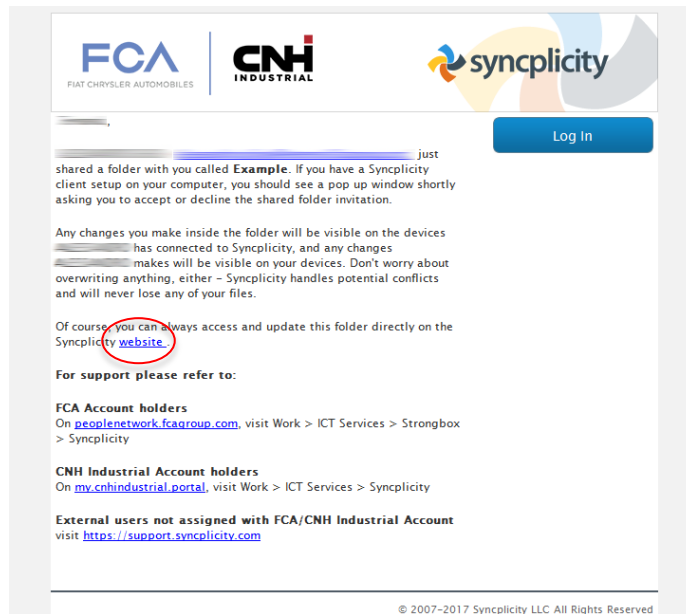 FCA
FIAT CHRYSLER AUTOMOBILES
CNH
INDUSTRIAL
syncplicity
Log In
,
just
shared a folder with you called Example. If you have a Syncplicity
client setup on your computer, you should see a pop up window shortly
asking you to accept or decline the shared folder invitation.
Any changes you make inside the folder will be visible on the devices
has connected to Syncplicity, and any changes
makes will be visible on your devices. Don't worry about
overwriting anything, either – Syncplicity handles potential conflicts
and will never lose any of your files.
Of course, you can always access and update this folder directly on the
Syncplicity website .
For support please refer to:
FCA Account holders
On peoplenetwork.fcagroup.com, visit Work > ICT Services > Strongbox
> Syncplicity
CNH Industrial Account holders
On my.cnhindustrial.portal, visit Work > ICT Services > Syncplicity
External users not assigned with FCA/CNH Industrial Account
visit https://support.syncplicity.com
© 2007-2017 Syncplicity LLC All Rights Reserved